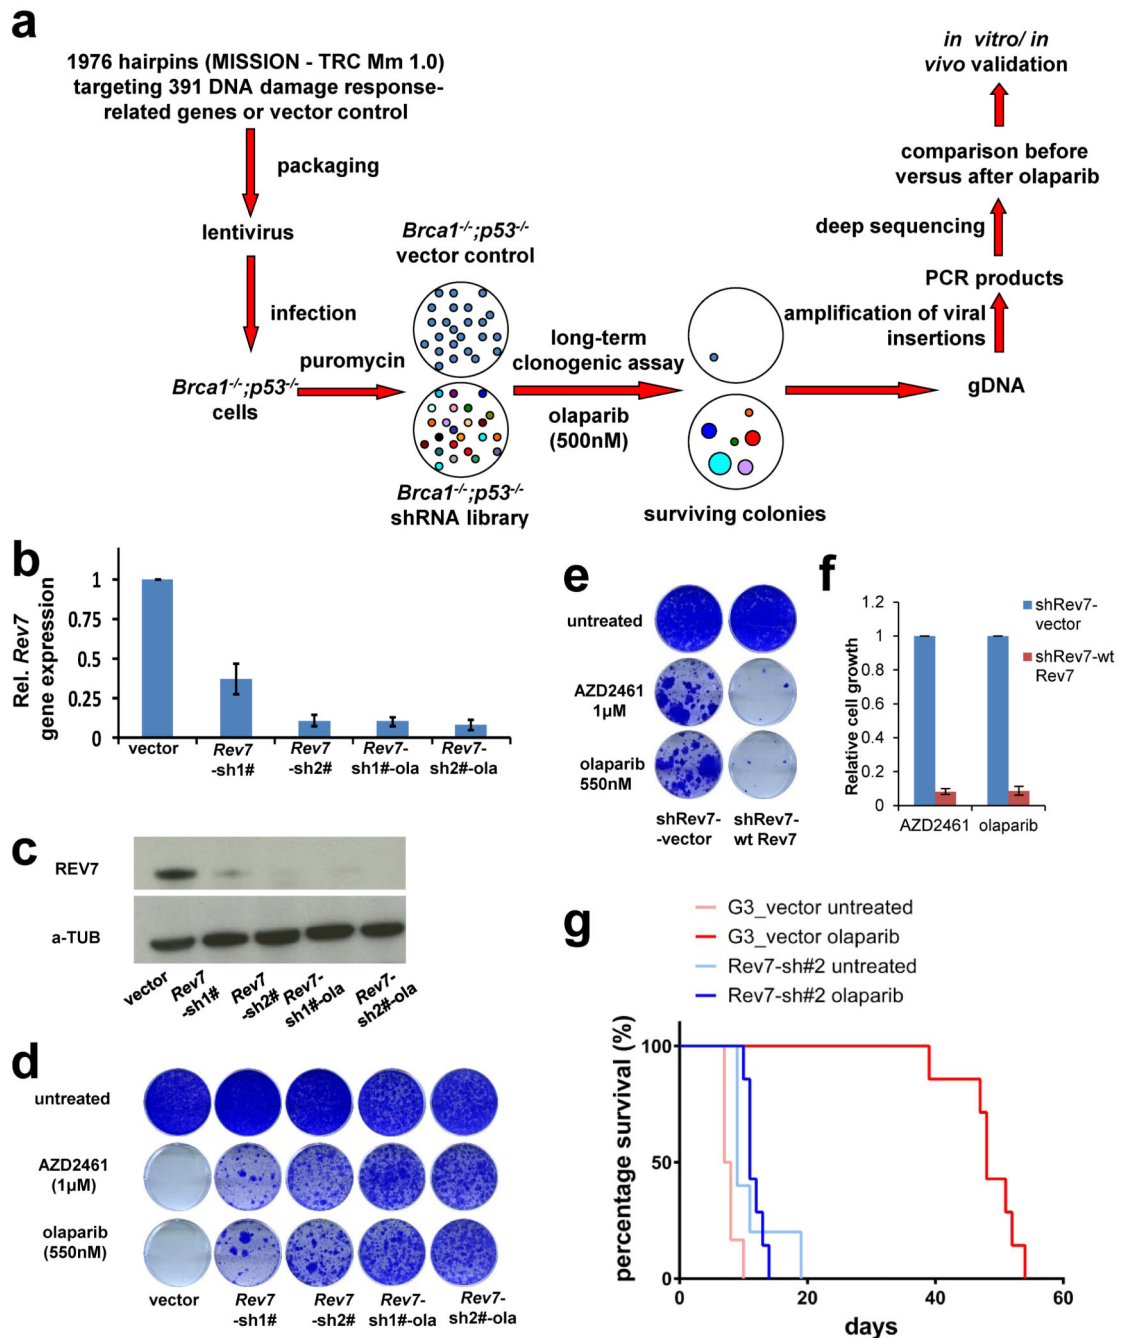 a
1976 hairpins (MISSION - TRC Mm 1.0)
targeting 391 DNA damage response-
related genes or vector control
packaging
lentivirus
infection
Brca1-/-;p53-/-
cells
puromycin
Brca1-/-;p53-/-
vector control
Brca1-/-;p53-/-
shRNA library
long-term
clonogenic assay
olaparib
(500nM)
surviving colonies
gDNA
amplification of viral
insertions
PCR products
deep sequencing
comparison before
versus after olaparib
in vitro/ in
vivo validation
b
Rel. Rev7
gene expression
1
0.75
0.5
0.25
0
vector
Rev7
-sh1#
Rev7
-sh2#
Rev7-
sh1#-ola
Rev7-
sh2#-ola
c
REV7
a-TUB
vector
Rev7
-sh1#
Rev7
-sh2#
Rev7-
sh1#-ola
Rev7-
sh2#-ola
d
untreated
AZD2461
(1µM)
olaparib
(550nM)
vector
Rev7
-sh1#
Rev7
-sh2#
Rev7-
sh1#-ola
Rev7-
sh2#-ola
e
untreated
AZD2461
1µM
olaparib
550nM
shRev7-
-vector
shRev7-
wt Rev7
f
Relative cell growth
1.2
1
0.8
0.6
0.4
0.2
0
AZD2461
olaparib
shRev7-
vector
shRev7-wt
Rev7
g
G3_vector untreated
G3_vector olaparib
Rev7-sh#2 untreated
Rev7-sh#2 olaparib
percentage survival (%)
100
50
0
0
20
40
60
days